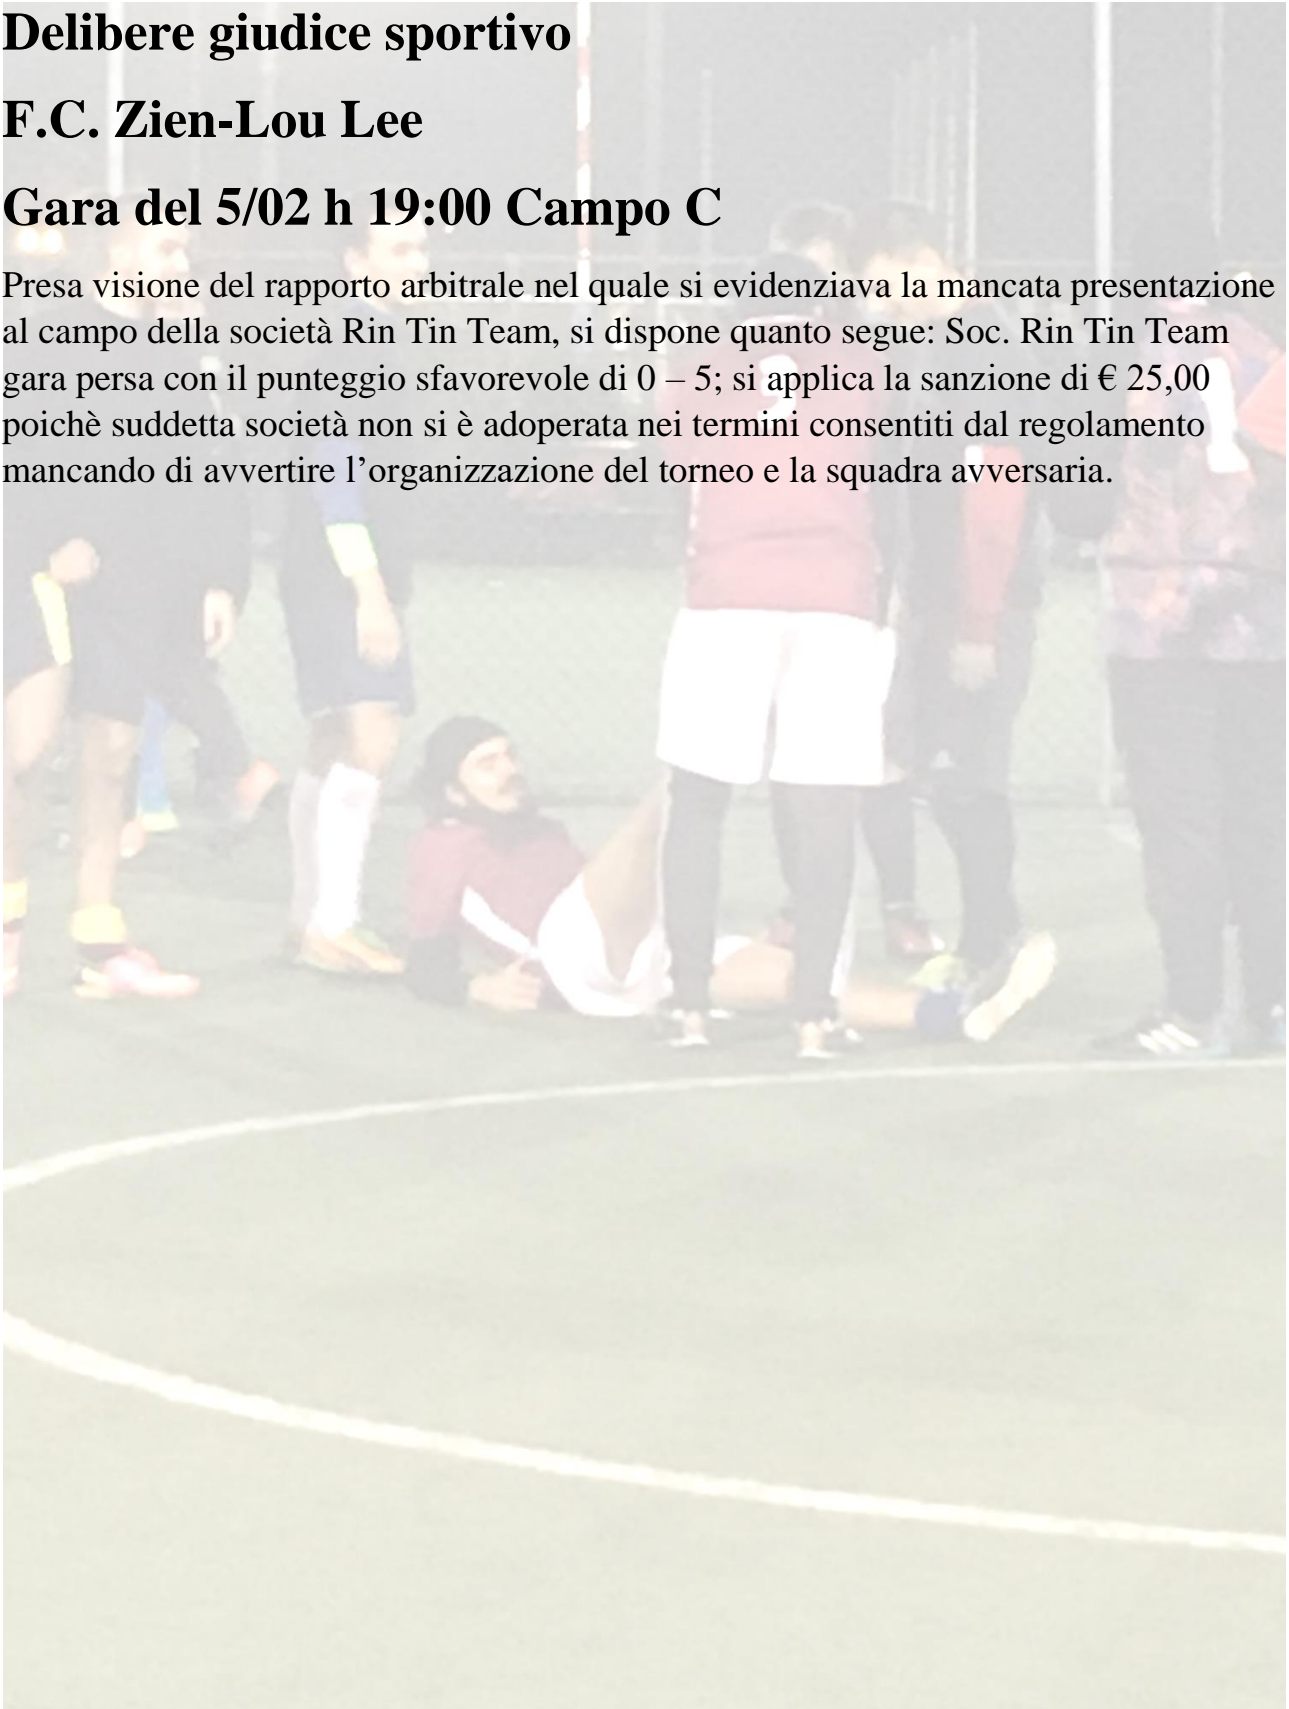 Delibere giudice sportivo
F.C. Zien-Lou Lee
Gara del 5/02 h 19:00 Campo C
Presa visione del rapporto arbitrale nel quale si evidenziava la mancata presentazione
al campo della società Rin Tin Team, si dispone quanto segue: Soc. Rin Tin Team
gara persa con il punteggio sfavorevole di 0 – 5; si applica la sanzione di € 25,00
poichè suddetta società non si è adoperata nei termini consentiti dal regolamento
mancando di avvertire l’organizzazione del torneo e la squadra avversaria.